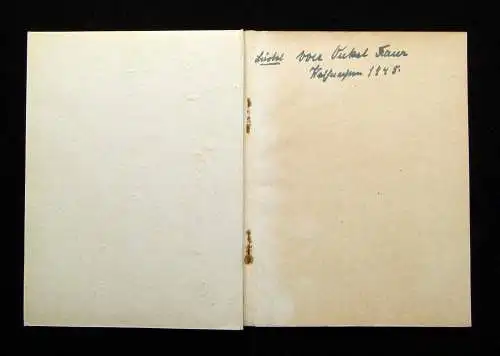 von Onkel Franz
Weihnachten 1948.